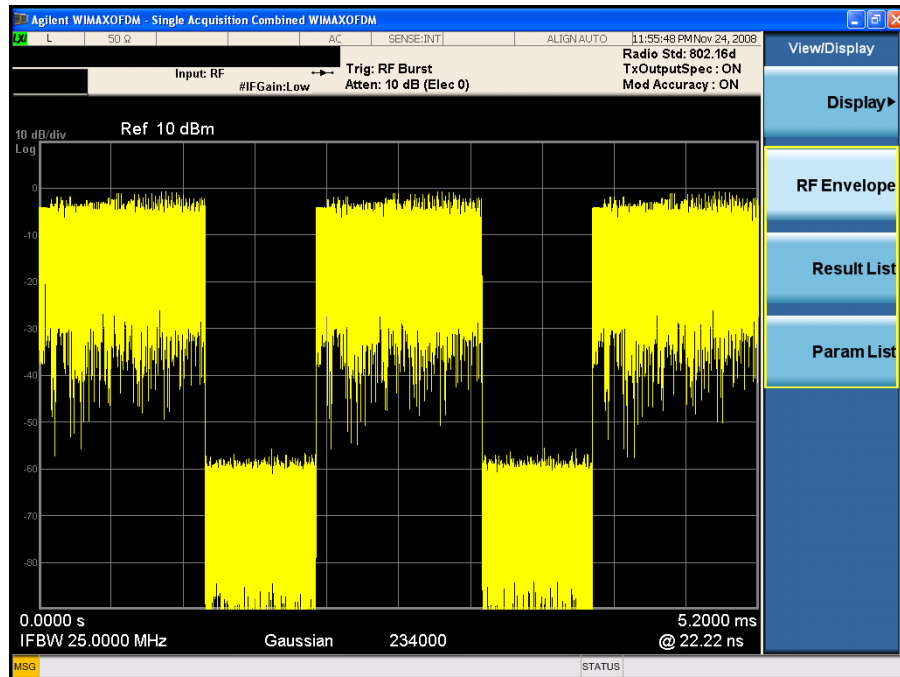 Agilent WIMAXOFDM - Single Acquisition Combined WIMAXOFDM
LXI L 50 Ω AC SENSE:INT ALIGN AUTO 11:55:48 PM Nov 24, 2008
Input: RF
#IFGain:Low
Trig: RF Burst
Atten: 10 dB (Elec 0)
Radio Std: 802.16d
TxOutputSpec : ON
Mod Accuracy : ON
10 dB/div
Log
Ref 10 dBm
0
-10
-20
-30
-40
-50
-60
-70
-80
0.0000 s 5.2000 ms
IFBW 25.0000 MHz Gaussian 234000 @ 22.22 ns
MSG STATUS
View/Display
Display
RF Envelope
Result List
Param List